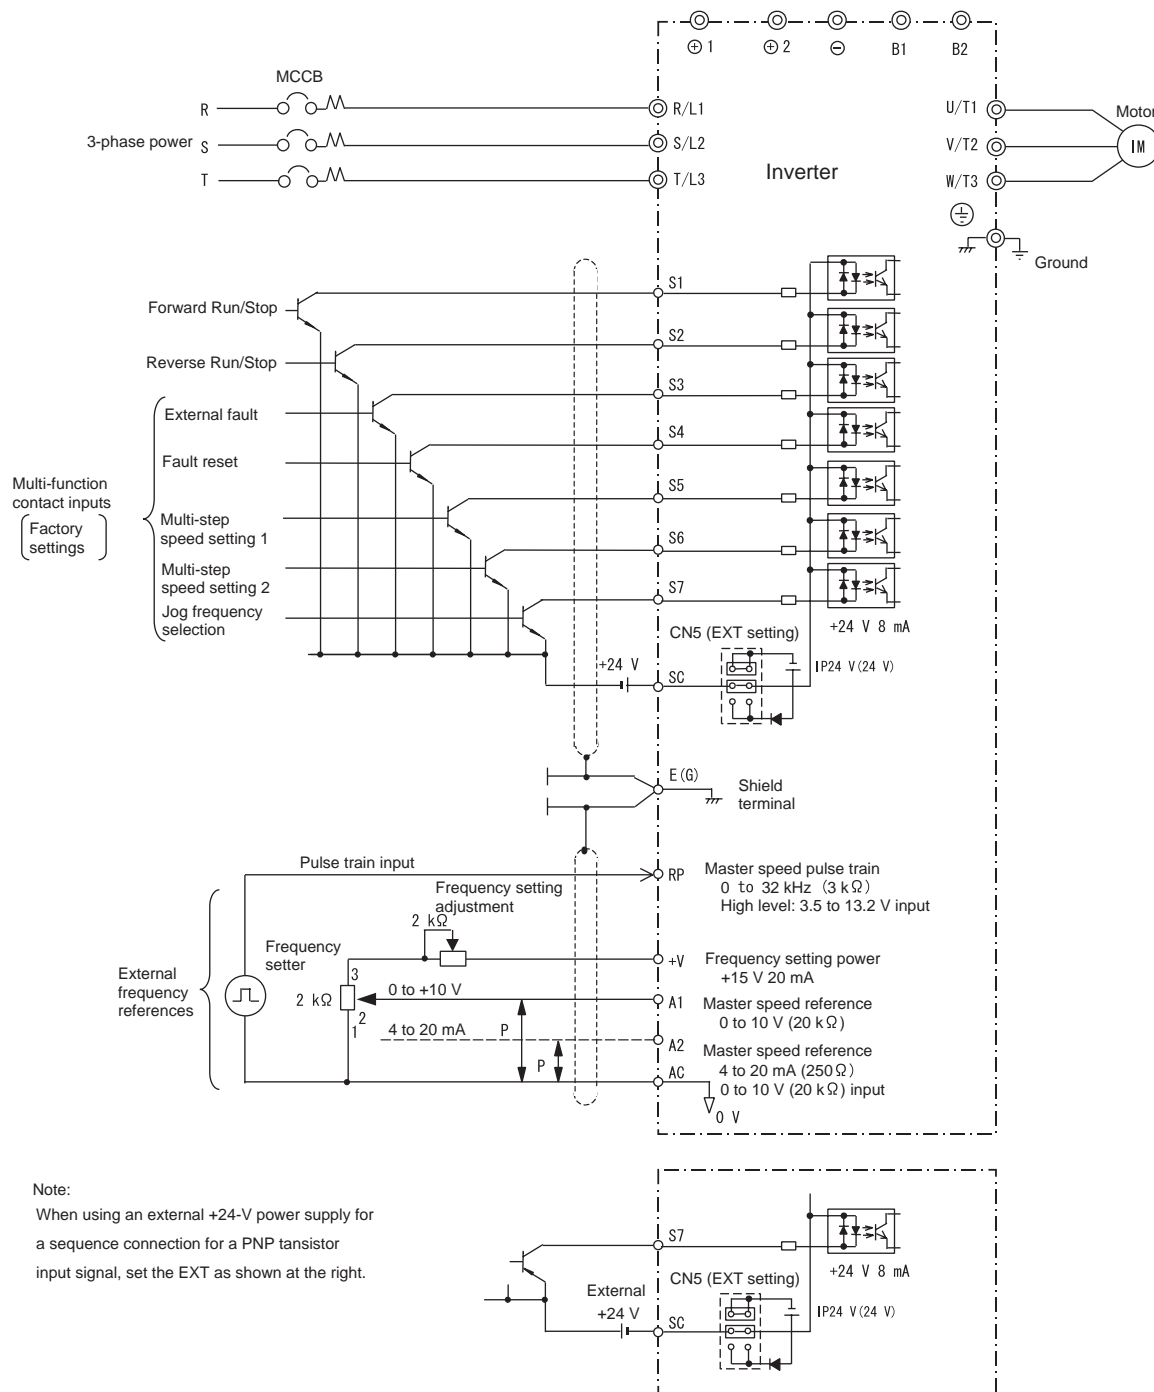 ⊕ 1
⊕ 2
⊖
B1
B2
MCCB
R
R/L1
U/T1
Motor
3-phase power
S
S/L2
V/T2
IM
T
T/L3
Inverter
W/T3
Ground
S1
Forward Run/Stop
S2
Reverse Run/Stop
S3
External fault
S4
Fault reset
Multi-function
contact inputs
Factory
settings
S5
Multi-step
speed setting 1
S6
Multi-step
speed setting 2
S7
Jog frequency
selection
+24 V 8 mA
CN5 (EXT setting)
+24 V
SC
IP24 V(24 V)
E(G)
Shield
terminal
Pulse train input
RP
Master speed pulse train
0 to 32 kHz (3 kΩ)
High level: 3.5 to 13.2 V input
Frequency setting
adjustment
2 kΩ
Frequency
setter
+V
Frequency setting power
+15 V 20 mA
External
frequency
references
3
2 kΩ
2
1
0 to +10 V
A1
Master speed reference
0 to 10 V (20 kΩ)
4 to 20 mA
P
A2
Master speed reference
4 to 20 mA (250Ω)
0 to 10 V (20 kΩ) input
P
AC
0 V
Note:
When using an external +24-V power supply for
a sequence connection for a PNP tansistor
input signal, set the EXT as shown at the right.
S7
+24 V 8 mA
CN5 (EXT setting)
External
+24 V
SC
IP24 V(24 V)